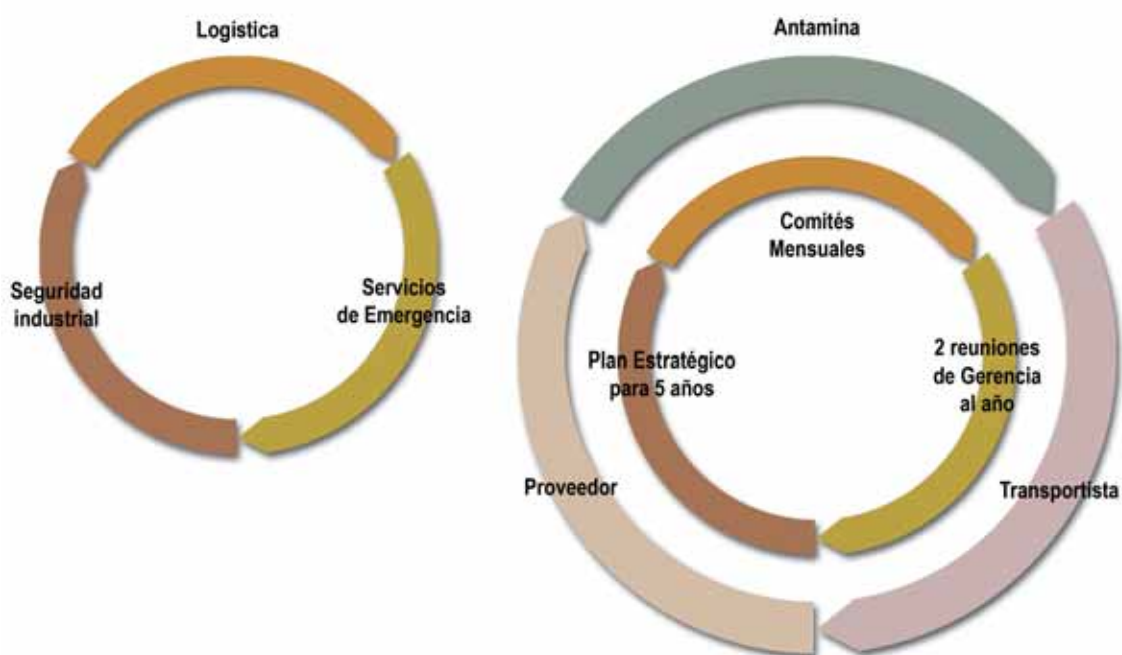 Logística
Seguridad
industrial
Servicios
de Emergencia
Antamina
Comités
Mensuales
Plan Estratégico
para 5 años
2 reuniones
de Gerencia
al año
Proveedor
Transportista